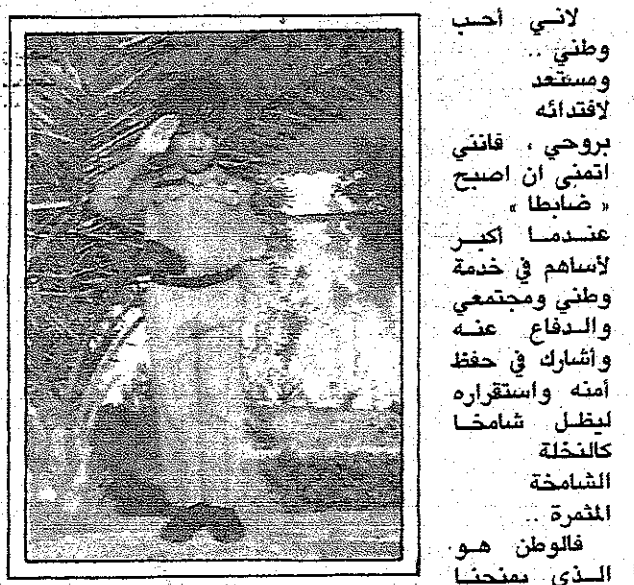 لانـي أحـب
وطني ..
ومستعد
لافتدائه
بروحي ، فانني
اتمنى ان اصبح
« ضابطا »
عنـدمـا أكبـر
لأساهم في خدمة
وطني ومجتمعي
والـدفاع عنـه
وأشارك في حفظ
أمنه واستقراره
ليظـل شامخـا
كالنخلة
الشامخة
المثمرة ..
فالوطن هـو
الـذي يمنحنـا